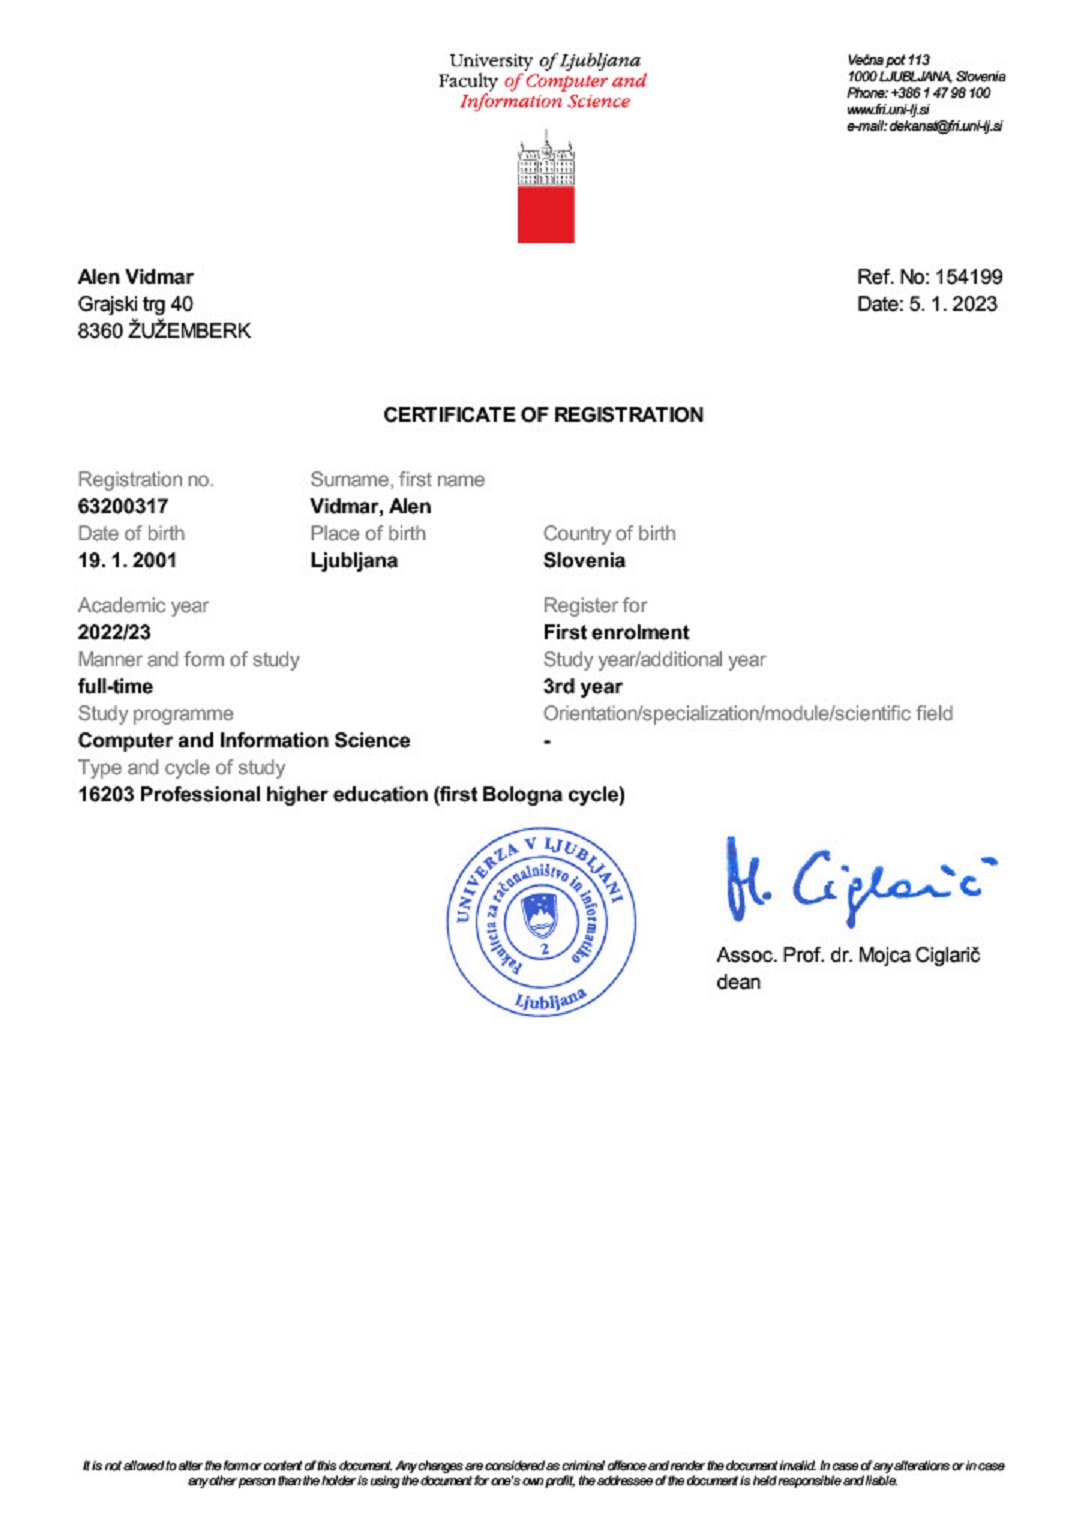 University of Ljubljana
Faculty of Computer and
Information Science
Večna pot 113
1000 LJUBLJANA, Slovenia
Phone: +386 1 47 98 100
www.fri.uni-lj.si
e-mail: dekanat@fri.uni-lj.si
Alen Vidmar
Grajski trg 40
8360 ŽUŽEMBERK
Ref. No: 154199
Date: 5. 1. 2023
CERTIFICATE OF REGISTRATION
Registration no. Surname, first name
63200317 Vidmar, Alen
Date of birth Place of birth Country of birth
19. 1. 2001 Ljubljana Slovenia
Academic year Register for
2022/23 First enrolment
Manner and form of study Study year/additional year
full-time 3rd year
Study programme Orientation/specialization/module/scientific field
Computer and Information Science -
Type and cycle of study
16203 Professional higher education (first Bologna cycle)
UNIVERZA V LJUBLJANI
Fakulteta za računalništvo in informatiko
2
Ljubljana
M. Ciglarič
Assoc. Prof. dr. Mojca Ciglarič
dean
It is not allowed to alter the form or content of this document. Any changes are considered as criminal offence and render the document invalid. In case of any alterations or in case
any other person than the holder is using the document for one's own profit, the addressee of the document is held responsible and liable.